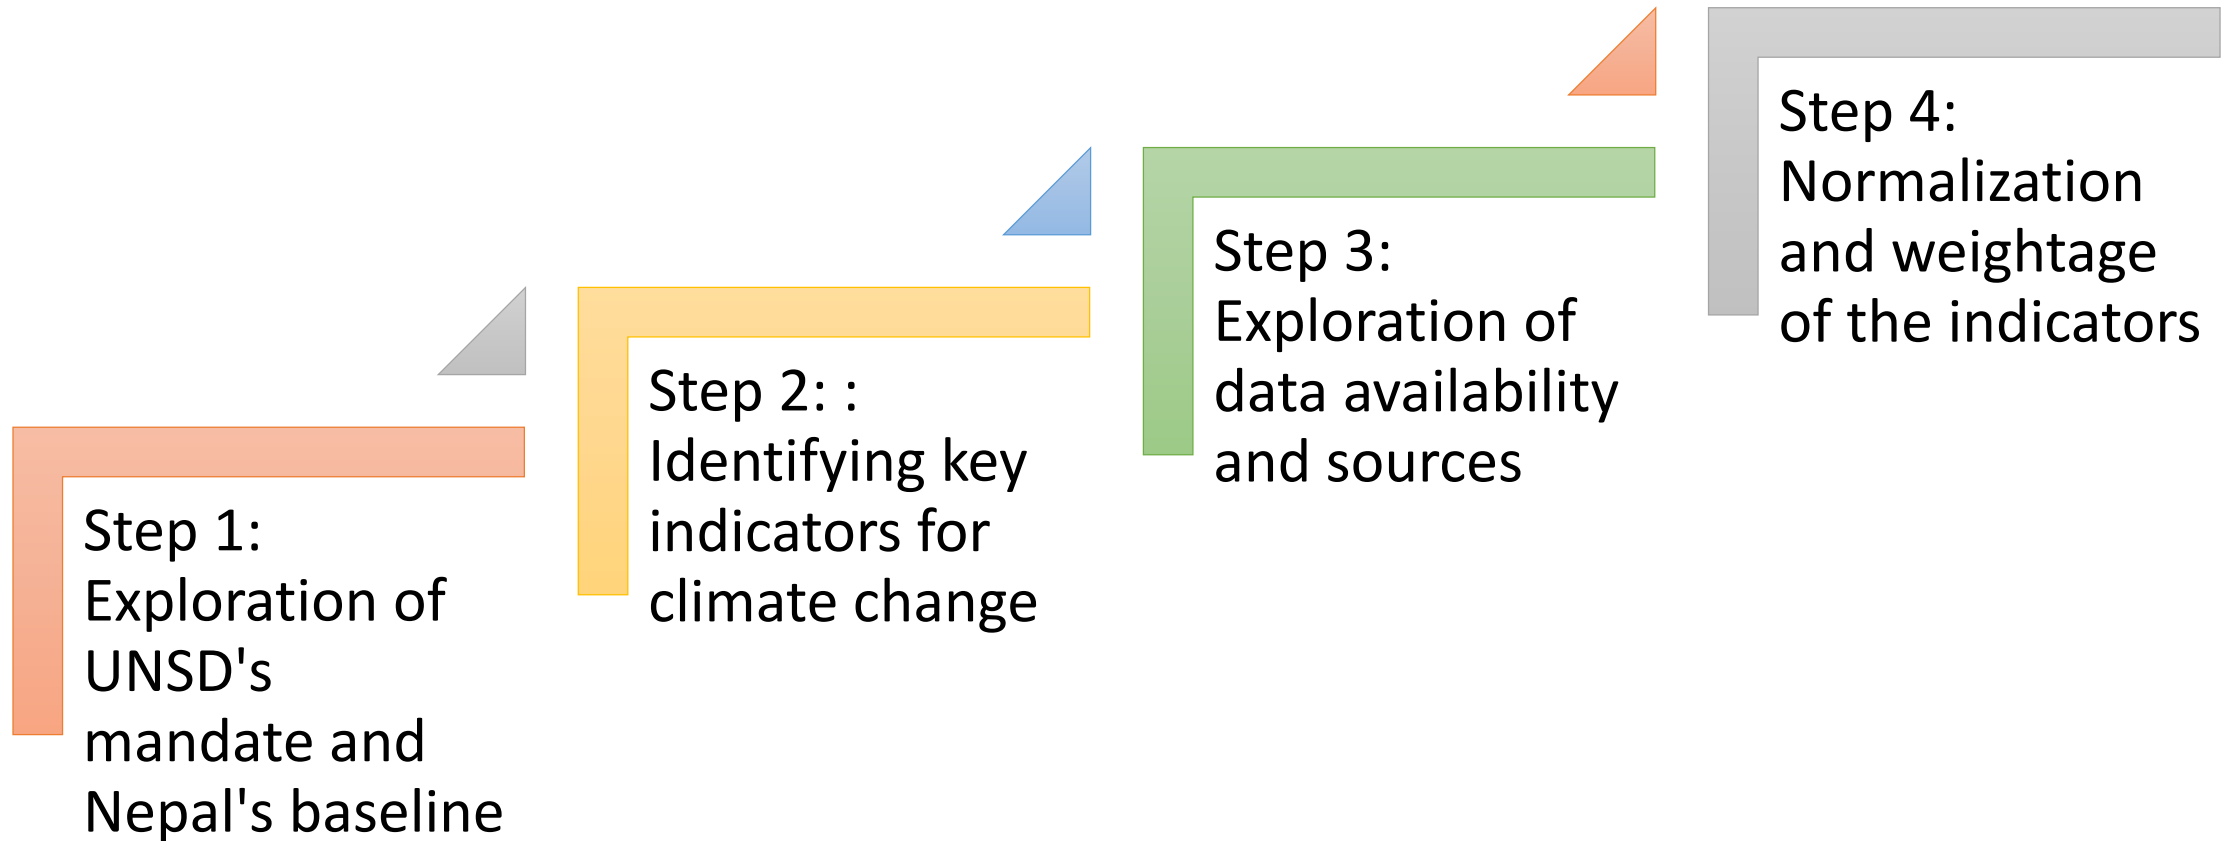 Step 1:
Exploration of
UNSD's
mandate and
Nepal's baseline
Step 2: :
Identifying key
indicators for
climate change
Step 3:
Exploration of
data availability
and sources
Step 4:
Normalization
and weightage
of the indicators